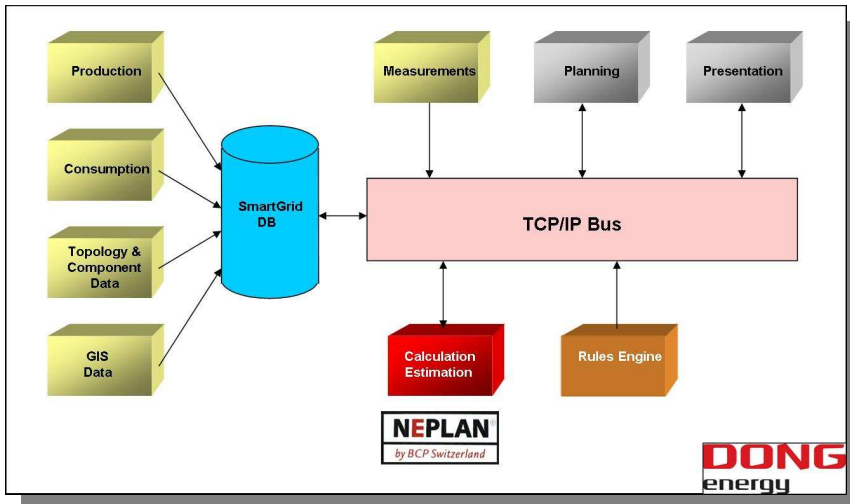 Production
Measurements
Planning
Presentation
Consumption
SmartGrid
DB
TCP/IP Bus
Topology &
Component
Data
GIS
Data
Calculation
Estimation
Rules Engine
NEPLAN®
by BCP Switzerland
DONG
energy